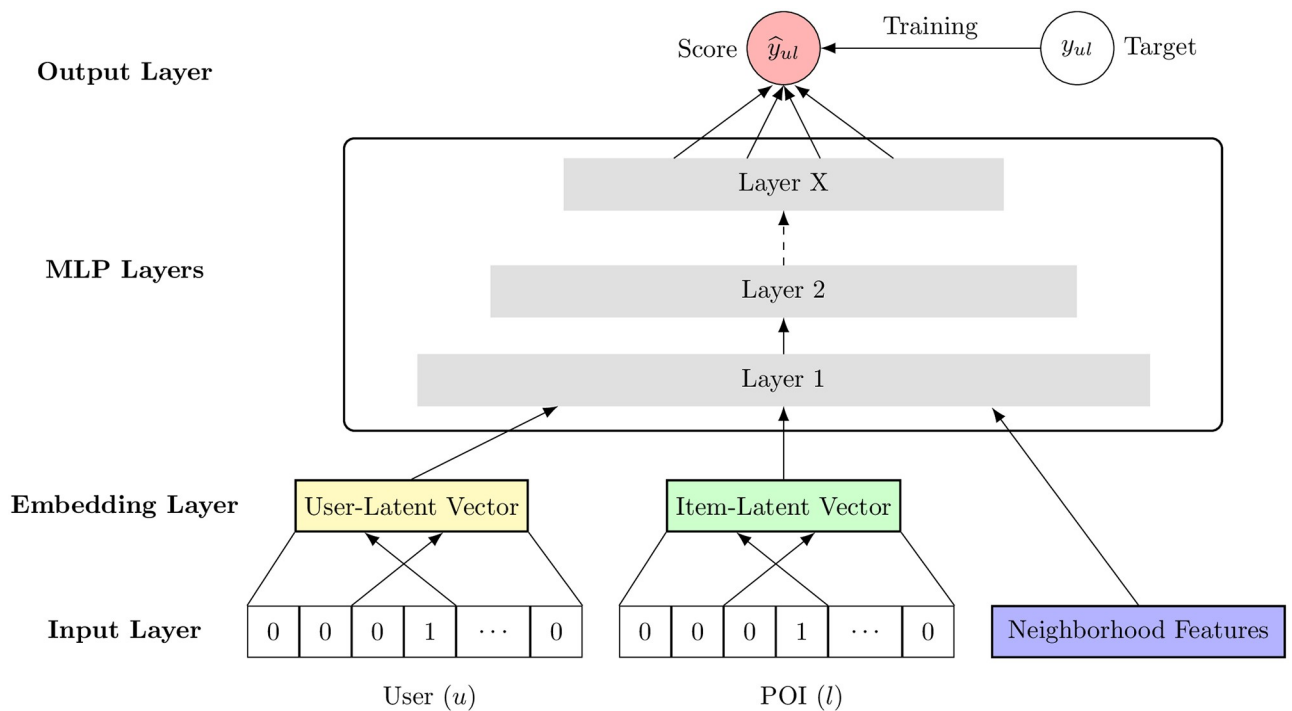 Output Layer
Score
ŷ_ul
Training
y_ul
Target
MLP Layers
Layer X
Layer 2
Layer 1
Embedding Layer
User-Latent Vector
Item-Latent Vector
Input Layer
0 0 0 1 ··· 0
0 0 0 1 ··· 0
Neighborhood Features
User (u)
POI (l)